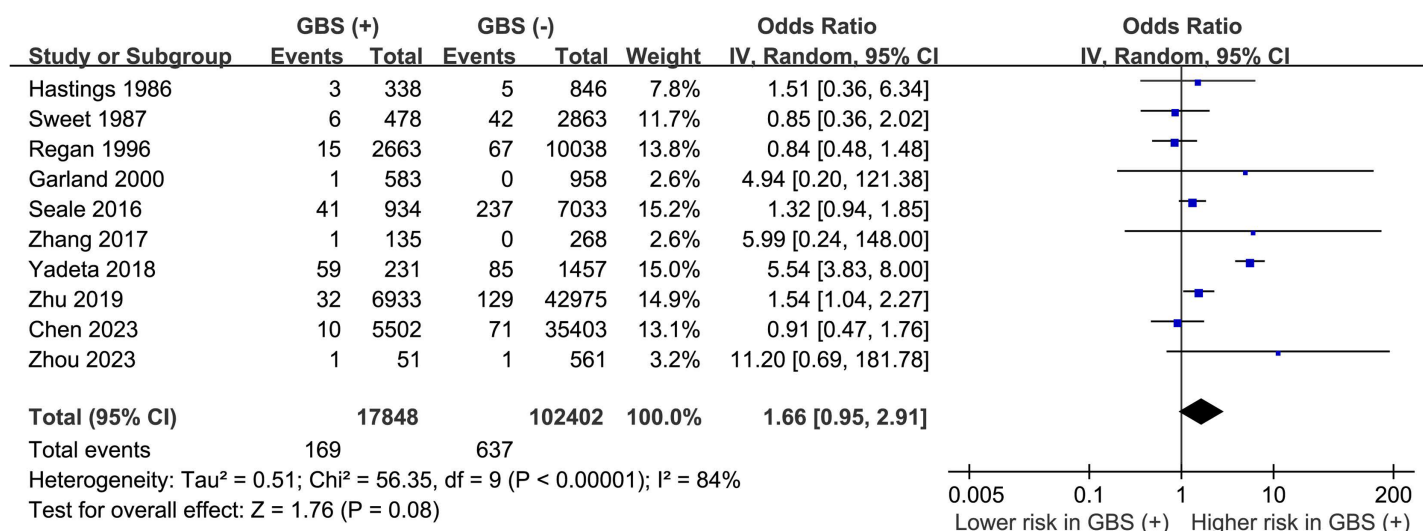 GBS (+) GBS (-) Odds Ratio Odds Ratio
Study or Subgroup Events Total Events Total Weight IV, Random, 95% CI IV, Random, 95% CI
Hastings 1986 3 338 5 846 7.8% 1.51 [0.36, 6.34]
Sweet 1987 6 478 42 2863 11.7% 0.85 [0.36, 2.02]
Regan 1996 15 2663 67 10038 13.8% 0.84 [0.48, 1.48]
Garland 2000 1 583 0 958 2.6% 4.94 [0.20, 121.38]
Seale 2016 41 934 237 7033 15.2% 1.32 [0.94, 1.85]
Zhang 2017 1 135 0 268 2.6% 5.99 [0.24, 148.00]
Yadeta 2018 59 231 85 1457 15.0% 5.54 [3.83, 8.00]
Zhu 2019 32 6933 129 42975 14.9% 1.54 [1.04, 2.27]
Chen 2023 10 5502 71 35403 13.1% 0.91 [0.47, 1.76]
Zhou 2023 1 51 1 561 3.2% 11.20 [0.69, 181.78]
Total (95% CI) 17848 102402 100.0% 1.66 [0.95, 2.91]
Total events 169 637
Heterogeneity: Tau² = 0.51; Chi² = 56.35, df = 9 (P < 0.00001); I² = 84%
Test for overall effect: Z = 1.76 (P = 0.08)
0.005 0.1 1 10 200
Lower risk in GBS (+) Higher risk in GBS (+)